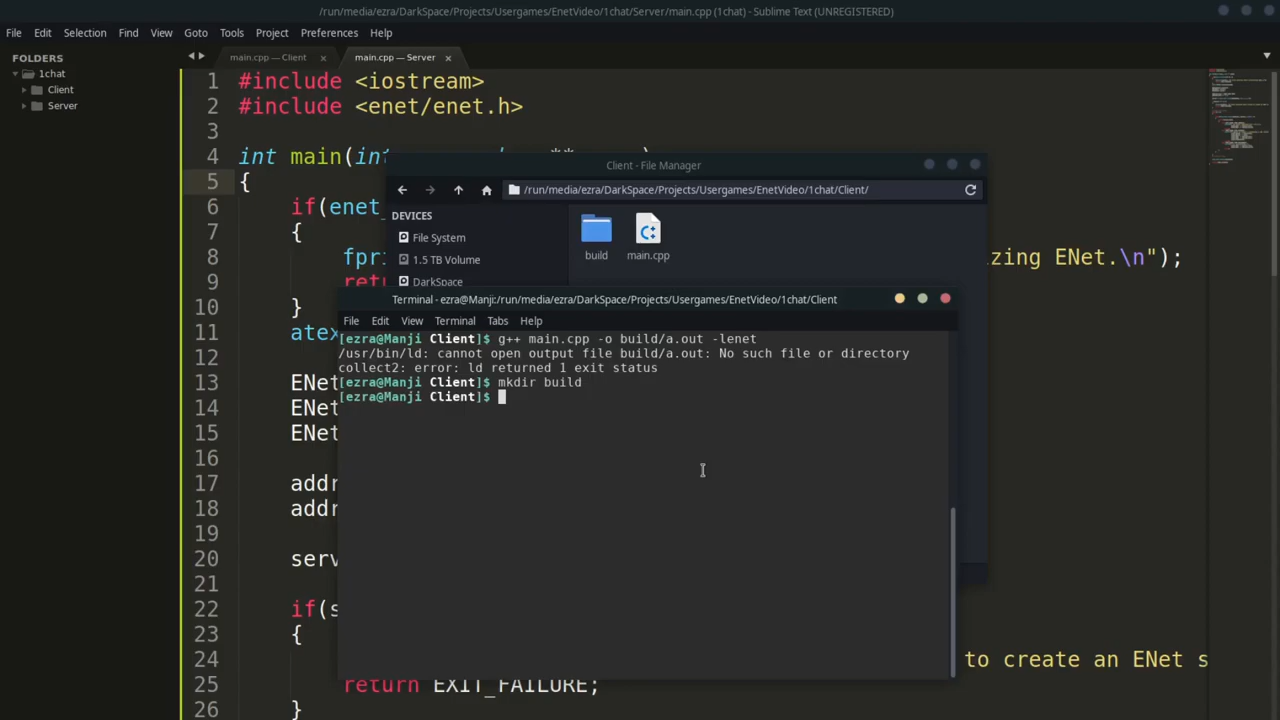 /run/media/ezra/DarkSpace/Projects/Usergames/EnetVideo/1chat/Server/main.cpp (1chat) - Sublime Text (UNREGISTERED)
File Edit Selection Find View Goto Tools Project Preferences Help
FOLDERS
1chat
Client
Server
main.cpp — Client ×
main.cpp — Server ×
1 #include <iostream>
2 #include <enet/enet.h>
3
4 int main(int
5 {
6 if(enet_
7 {
8 fpri izing ENet.\n");
9 retu
10 }
11 atex
12
13 ENet
14 ENet
15 ENet
16
17 addr
18 addr
19
20 serv
21
22 if(s
23 {
24 to create an ENet s
25 return EXIT_FAILURE;
26 }
Client - File Manager
/run/media/ezra/DarkSpace/Projects/Usergames/EnetVideo/1chat/Client/
DEVICES
File System
1.5 TB Volume
DarkSpace
build
main.cpp
Terminal - ezra@Manji:/run/media/ezra/DarkSpace/Projects/Usergames/EnetVideo/1chat/Client
File Edit View Terminal Tabs Help
[ezra@Manji Client]$ g++ main.cpp -o build/a.out -lenet
/usr/bin/ld: cannot open output file build/a.out: No such file or directory
collect2: error: ld returned 1 exit status
[ezra@Manji Client]$ mkdir build
[ezra@Manji Client]$